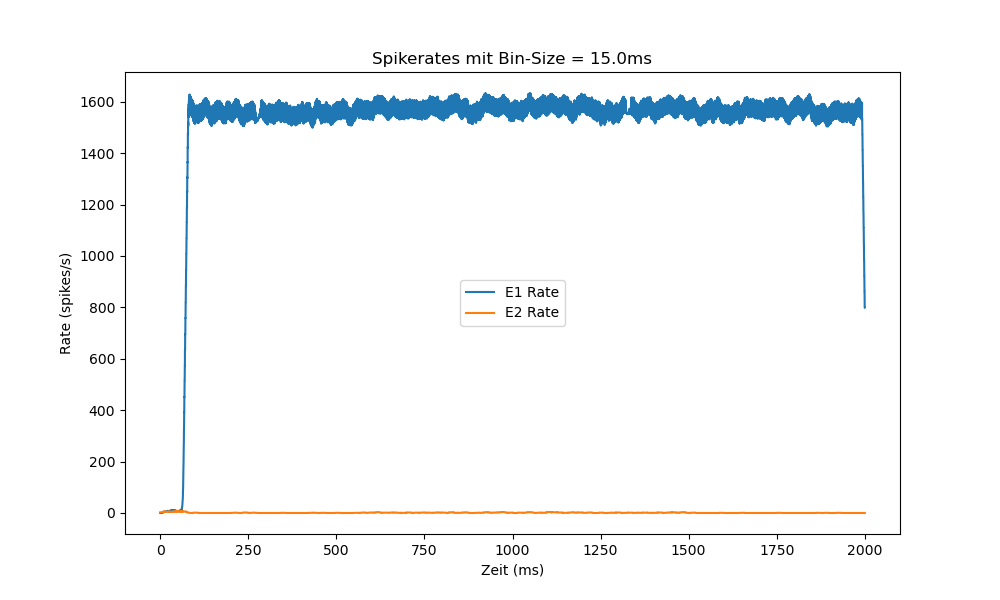 Spikerates mit Bin-Size = 15.0ms
1600
1400
1200
1000
800
600
400
200
0
Rate (spikes/s)
E1 Rate
E2 Rate
0 250 500 750 1000 1250 1500 1750 2000
Zeit (ms)